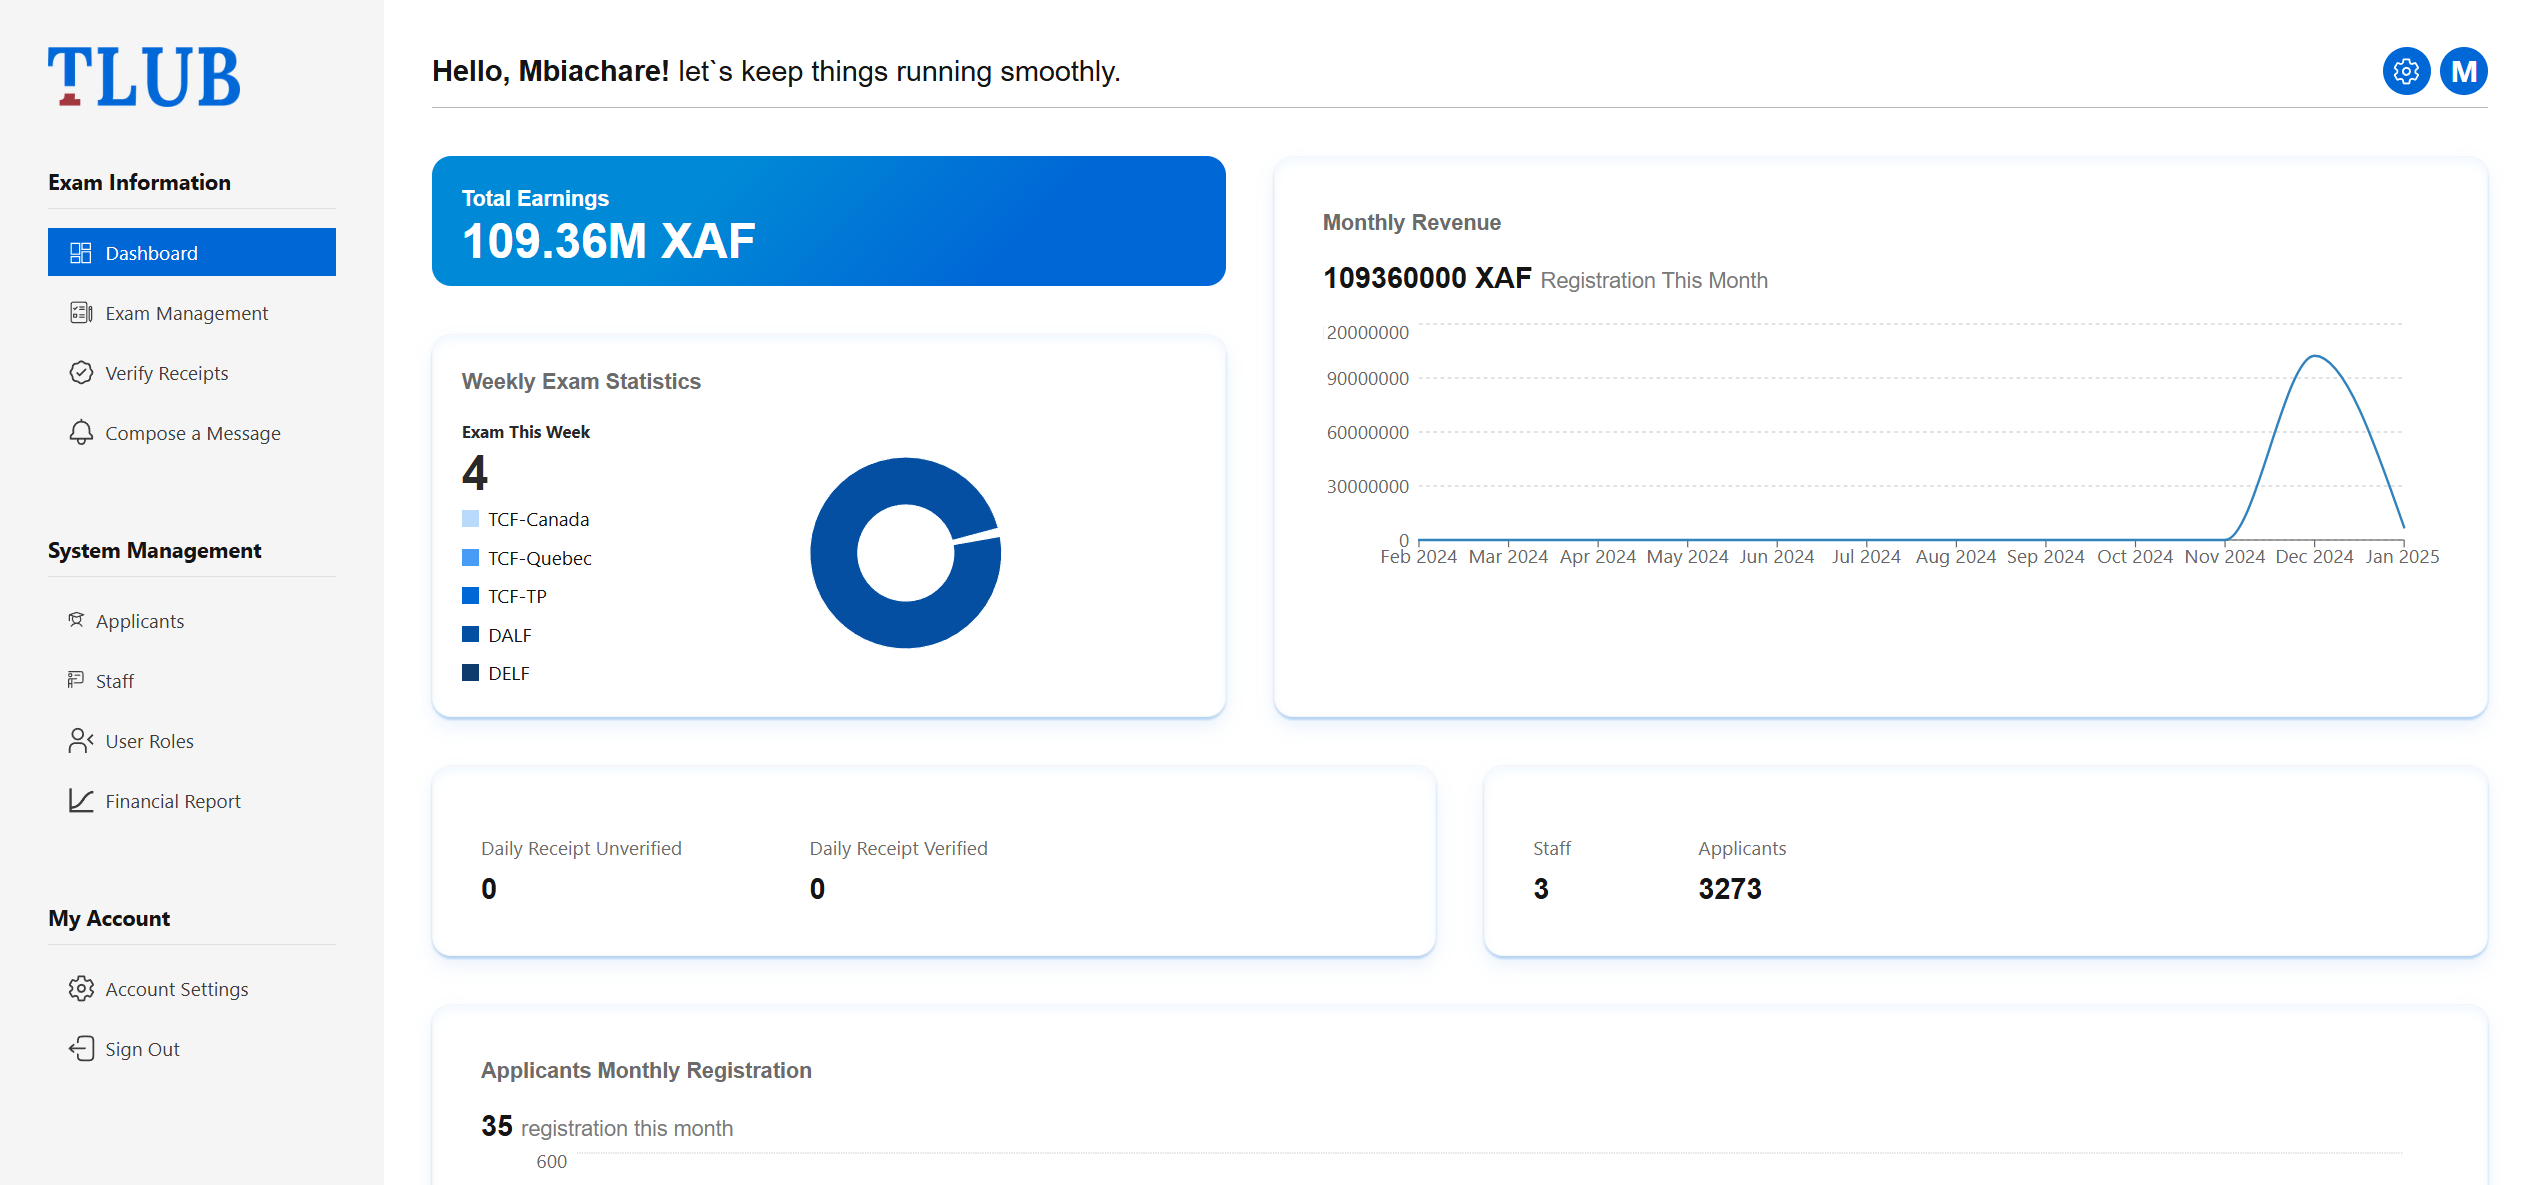 TLUB
Exam Information
Dashboard
Exam Management
Verify Receipts
Compose a Message
System Management
Applicants
Staff
User Roles
Financial Report
My Account
Account Settings
Sign Out
Hello, Mbiachare! let`s keep things running smoothly.
M
Total Earnings
109.36M XAF
Weekly Exam Statistics
Exam This Week
4
TCF-Canada
TCF-Quebec
TCF-TP
DALF
DELF
Monthly Revenue
109360000 XAF Registration This Month
20000000
90000000
60000000
30000000
0
Feb 2024 Mar 2024 Apr 2024 May 2024 Jun 2024 Jul 2024 Aug 2024 Sep 2024 Oct 2024 Nov 2024 Dec 2024 Jan 2025
Daily Receipt Unverified
0
Daily Receipt Verified
0
Staff
3
Applicants
3273
Applicants Monthly Registration
35 registration this month
600